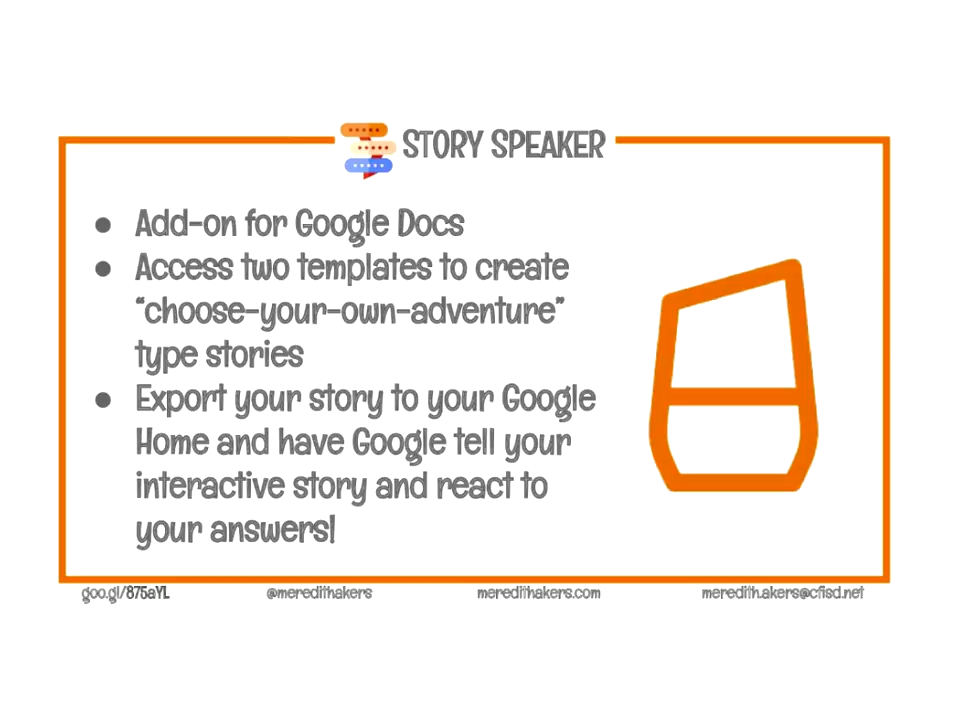 STORY SPEAKER
● Add-on for Google Docs
● Access two templates to create
"choose-your-own-adventure"
type stories
● Export your story to your Google
Home and have Google tell your
interactive story and react to
your answers!
goo.gl/875aYL @meredithakers meredithakers.com meredith.akers@cfisd.net